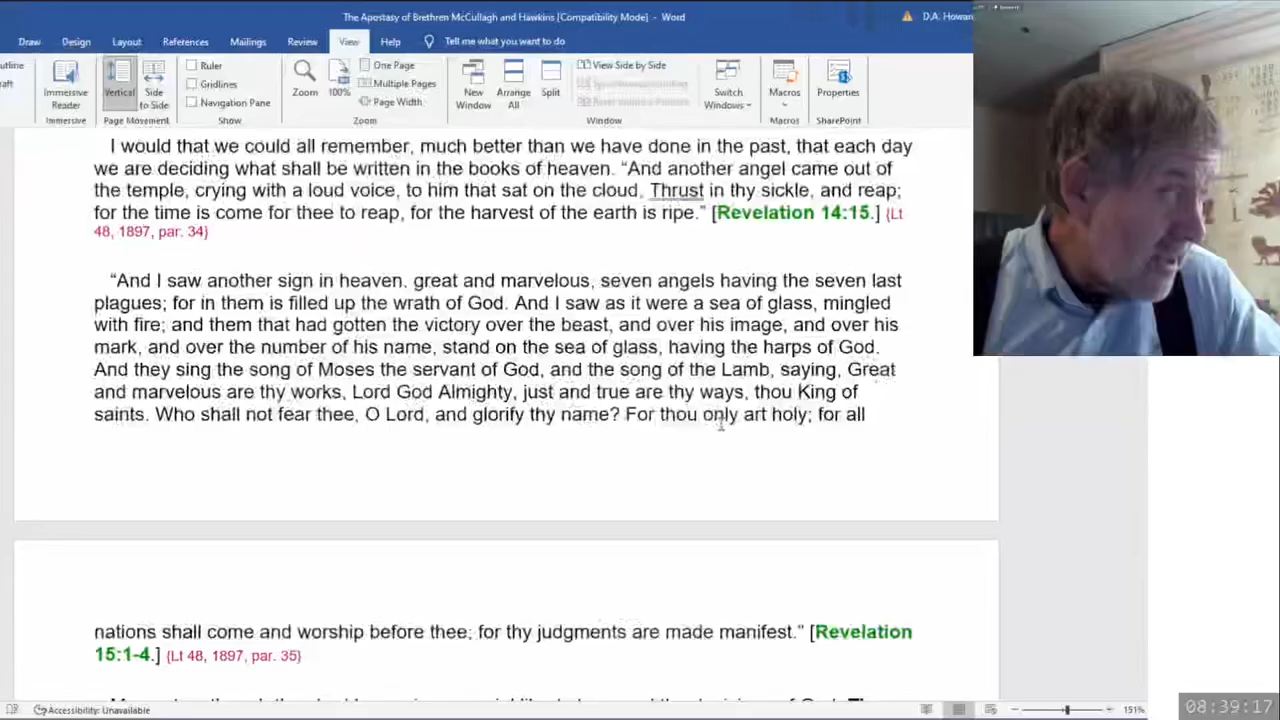 The Apostasy of Brethren McCullagh and Hawkins [Compatibility Mode] - Word
D.A. Howar
Draw Design Layout References Mailings Review View Help Tell me what you want to do
Immersive Reader
Immersive
Vertical
Side to Side
Page Movement
Ruler
Gridlines
Navigation Pane
Show
Zoom
100%
One Page
Multiple Pages
Page Width
Zoom
New Window
Arrange All
Split
View Side by Side
Window
Switch Windows
Macros
Macros
Properties
SharePoint
I would that we could all remember, much better than we have done in the past, that each day
we are deciding what shall be written in the books of heaven. “And another angel came out of
the temple, crying with a loud voice, to him that sat on the cloud, Thrust in thy sickle, and reap;
for the time is come for thee to reap, for the harvest of the earth is ripe.” [Revelation 14:15.] {Lt
48, 1897, par. 34}
“And I saw another sign in heaven, great and marvelous, seven angels having the seven last
plagues; for in them is filled up the wrath of God. And I saw as it were a sea of glass, mingled
with fire; and them that had gotten the victory over the beast, and over his image, and over his
mark, and over the number of his name, stand on the sea of glass, having the harps of God.
And they sing the song of Moses the servant of God, and the song of the Lamb, saying, Great
and marvelous are thy works, Lord God Almighty, just and true are thy ways, thou King of
saints. Who shall not fear thee, O Lord, and glorify thy name? For thou only art holy; for all
nations shall come and worship before thee; for thy judgments are made manifest.” [Revelation
15:1-4.] {Lt 48, 1897, par. 35}
Accessibility: Unavailable
151%
08:39:17